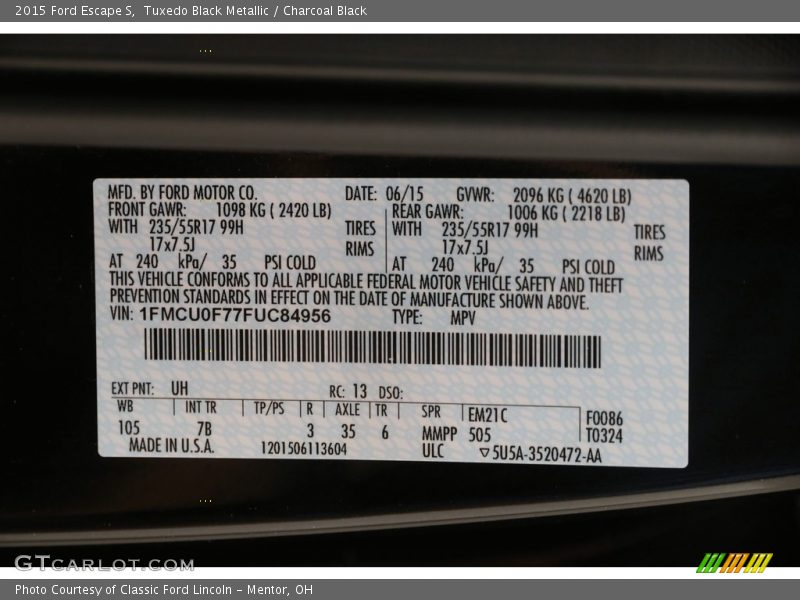 2015 Ford Escape S, Tuxedo Black Metallic / Charcoal Black
MFD. BY FORD MOTOR CO. DATE: 06/15 GVWR: 2096 KG ( 4620 LB)
FRONT GAWR: 1098 KG ( 2420 LB) REAR GAWR: 1006 KG ( 2218 LB)
WITH 235/55R17 99H TIRES WITH 235/55R17 99H TIRES
17x7.5J RIMS 17x7.5J RIMS
AT 240 kPa/ 35 PSI COLD AT 240 kPa/ 35 PSI COLD
THIS VEHICLE CONFORMS TO ALL APPLICABLE FEDERAL MOTOR VEHICLE SAFETY AND THEFT
PREVENTION STANDARDS IN EFFECT ON THE DATE OF MANUFACTURE SHOWN ABOVE.
VIN: 1FMCU0F77FUC84956 TYPE: MPV
EXT PNT: UH RC: 13 DSO:
WB INT TR TP/PS R AXLE TR SPR EM21C F0086
105 7B 3 35 6 MMPP 505 T0324
MADE IN U.S.A. 1201506113604 ULC ▽5U5A-3520472-AA
GTCARLOT.COM
Photo Courtesy of Classic Ford Lincoln - Mentor, OH